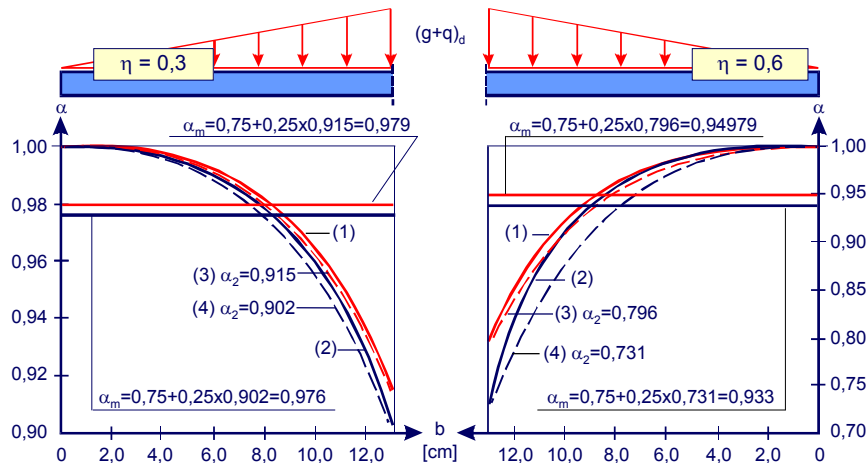 (g+q)d
η = 0,3
η = 0,6
α
α
αm=0,75+0,25x0,915=0,979
αm=0,75+0,25x0,796=0,94979
1,00
0,98
0,96
0,94
0,92
0,90
(1)
(3) α2=0,915
(4) α2=0,902
(2)
αm=0,75+0,25x0,902=0,976
0
2,0
4,0
6,0
8,0
10,0
12,0
b
[cm]
(1)
(2)
(3) α2=0,796
(4) α2=0,731
αm=0,75+0,25x0,731=0,933
1,00
0,95
0,90
0,85
0,80
0,75
0,70
12,0
10,0
8,0
6,0
4,0
2,0
0